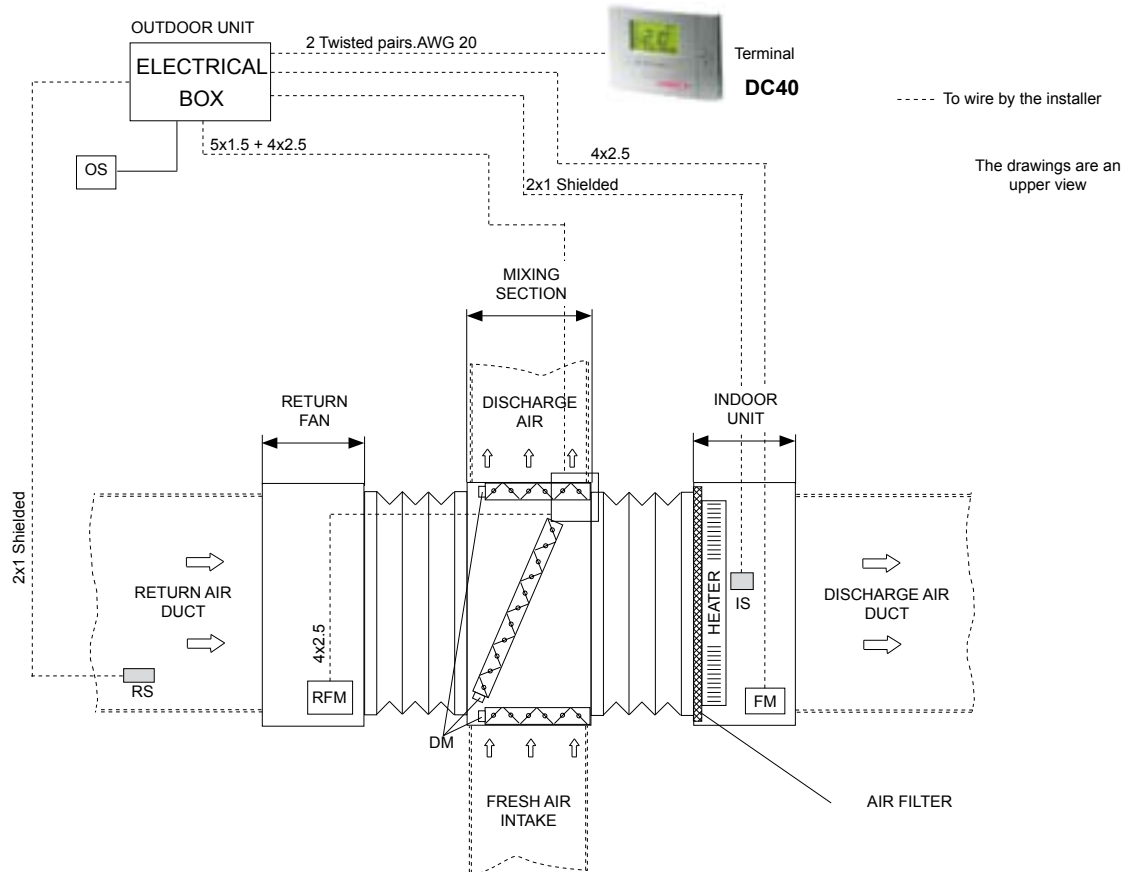 OUTDOOR UNIT
ELECTRICAL
BOX
2 Twisted pairs.AWG 20
Terminal
DC40
---- To wire by the installer
The drawings are an
upper view
OS
5x1.5 + 4x2.5
4x2.5
2x1 Shielded
MIXING
SECTION
RETURN
FAN
DISCHARGE
AIR
INDOOR
UNIT
2x1 Shielded
RETURN AIR
DUCT
RS
4x2.5
RFM
DM
HEATER
IS
FM
DISCHARGE AIR
DUCT
FRESH AIR
INTAKE
AIR FILTER